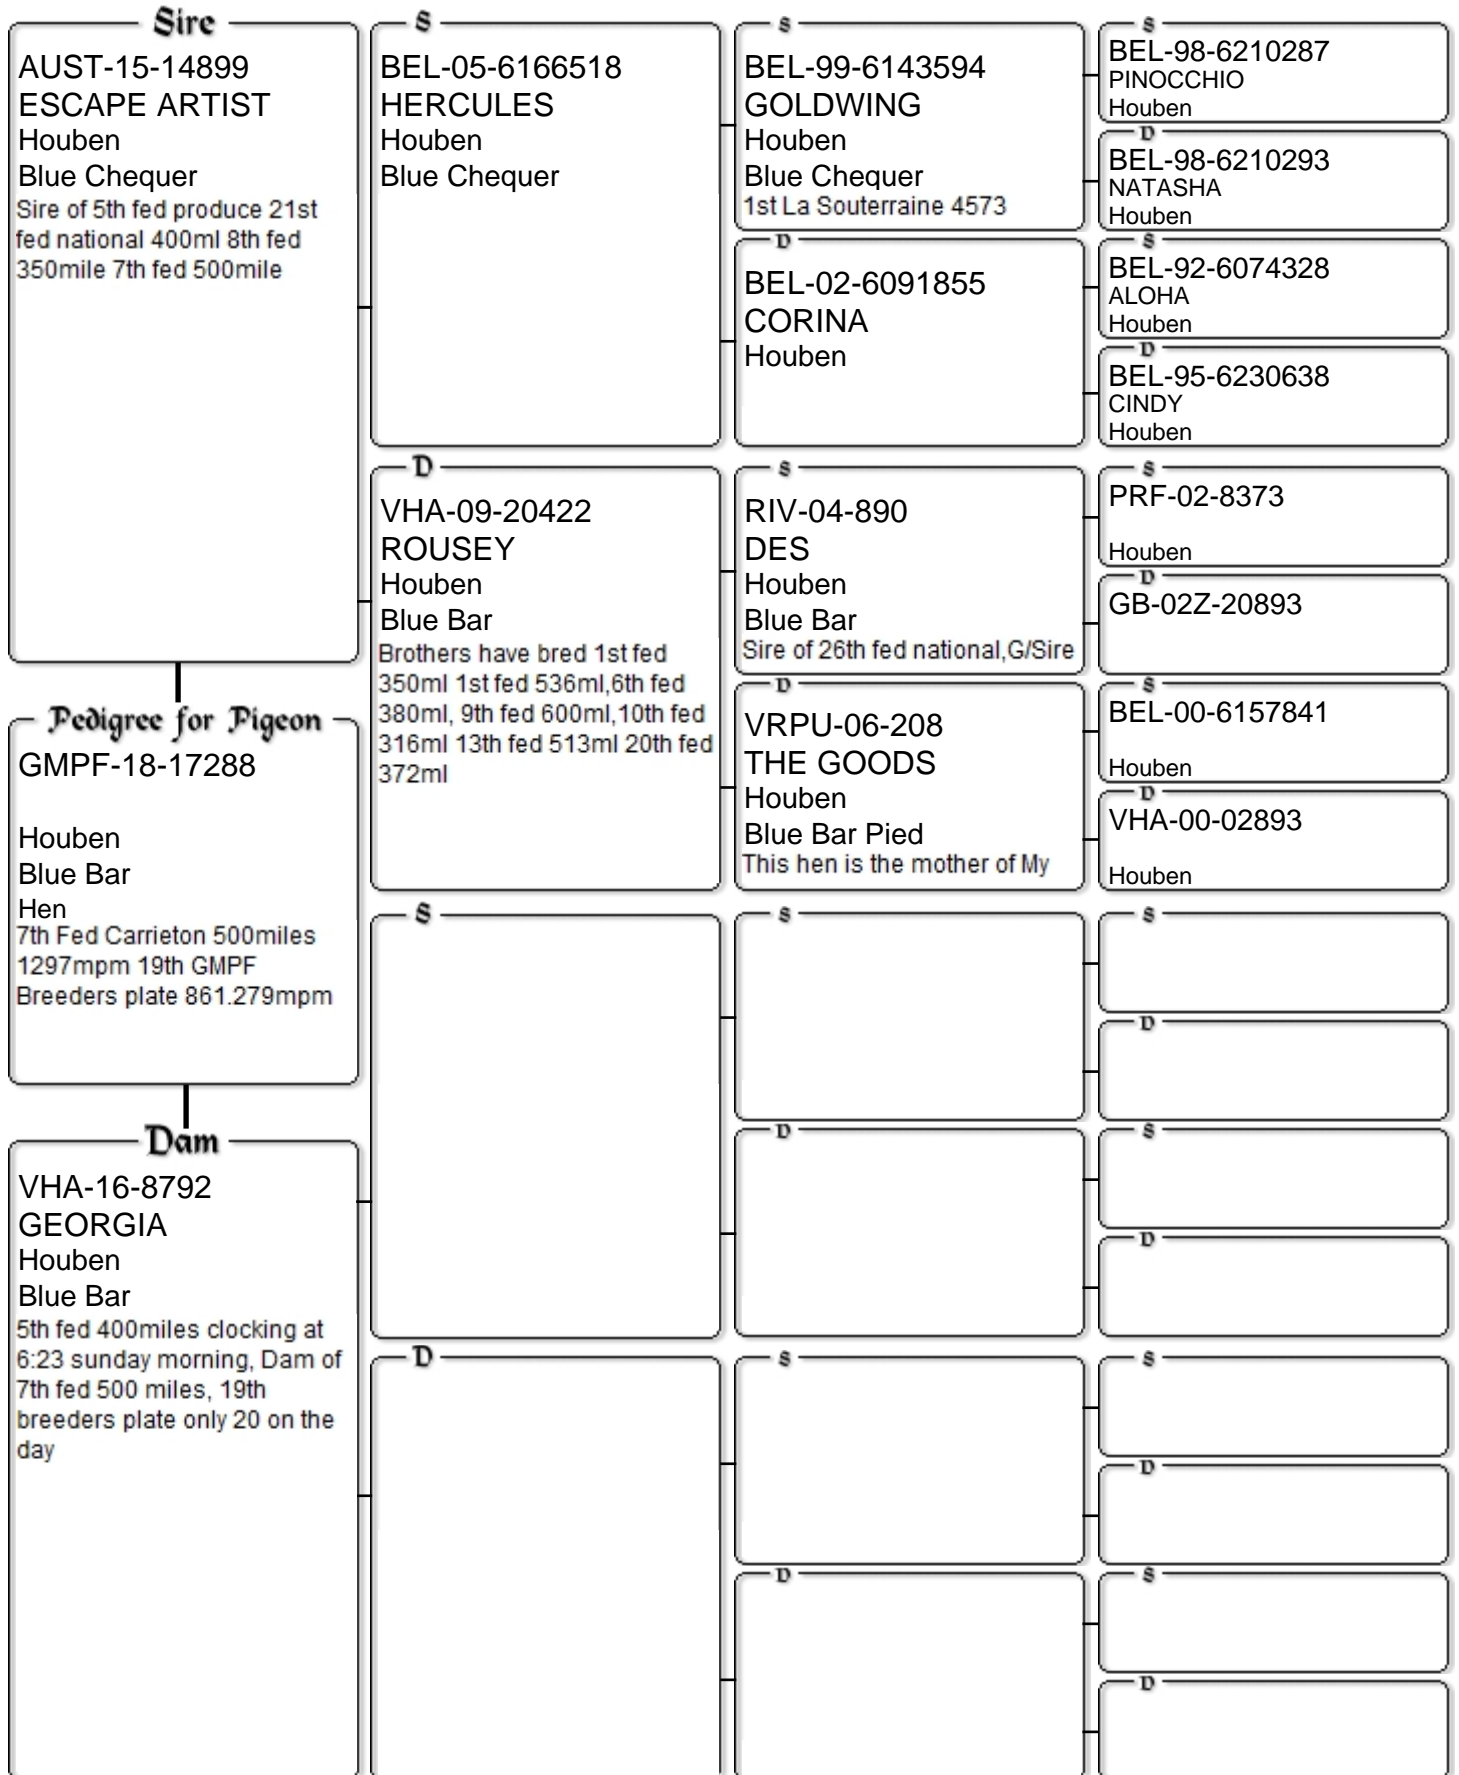 Sire
AUST-15-14899
ESCAPE ARTIST
Houben
Blue Chequer
Sire of 5th fed produce 21st
fed national 400ml 8th fed
350mile 7th fed 500mile
Pedigree for Pigeon
GMPF-18-17288
Houben
Blue Bar
Hen
7th Fed Carrieton 500miles
1297mpm 19th GMPF
Breeders plate 861.279mpm
Dam
VHA-16-8792
GEORGIA
Houben
Blue Bar
5th fed 400miles clocking at
6:23 sunday morning, Dam of
7th fed 500 miles, 19th
breeders plate only 20 on the
day
S
BEL-05-6166518
HERCULES
Houben
Blue Chequer
D
VHA-09-20422
ROUSEY
Houben
Blue Bar
Brothers have bred 1st fed
350ml 1st fed 536ml,6th fed
380ml, 9th fed 600ml,10th fed
316ml 13th fed 513ml 20th fed
372ml
S
D
S
BEL-99-6143594
GOLDWING
Houben
Blue Chequer
1st La Souterraine 4573
D
BEL-02-6091855
CORINA
Houben
S
RIV-04-890
DES
Houben
Blue Bar
Sire of 26th fed national,G/Sire
D
VRPU-06-208
THE GOODS
Houben
Blue Bar Pied
This hen is the mother of My
S
D
S
D
S
BEL-98-6210287
PINOCCHIO
Houben
D
BEL-98-6210293
NATASHA
Houben
S
BEL-92-6074328
ALOHA
Houben
D
BEL-95-6230638
CINDY
Houben
S
PRF-02-8373
Houben
D
GB-02Z-20893
S
BEL-00-6157841
Houben
D
VHA-00-02893
Houben
S
D
S
D
S
D
S
D